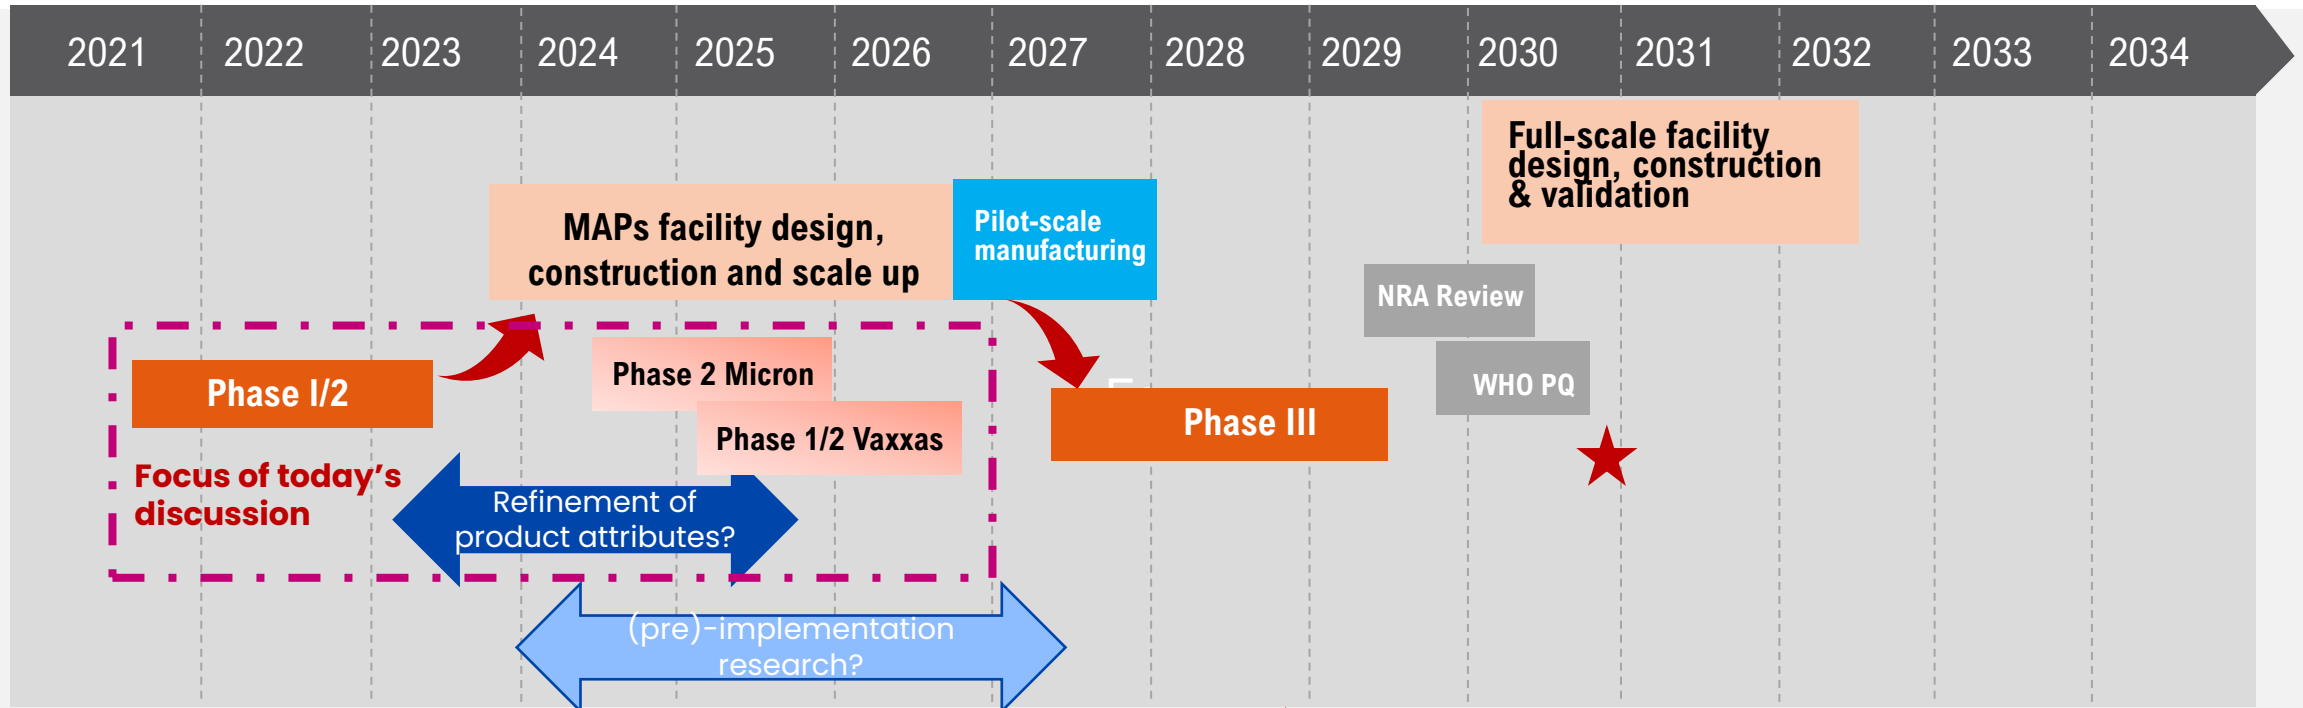 2021 2022 2023 2024 2025 2026 2027 2028 2029 2030 2031 2032 2033 2034
Full-scale facility
design, construction
& validation
MAPs facility design,
construction and scale up
Pilot-scale
manufacturing
NRA Review
WHO PQ
Phase I/2
Phase 2 Micron
Phase 1/2 Vaxxas
Phase III
Focus of today’s
discussion
Refinement of
product attributes?
(pre)-implementation
research?